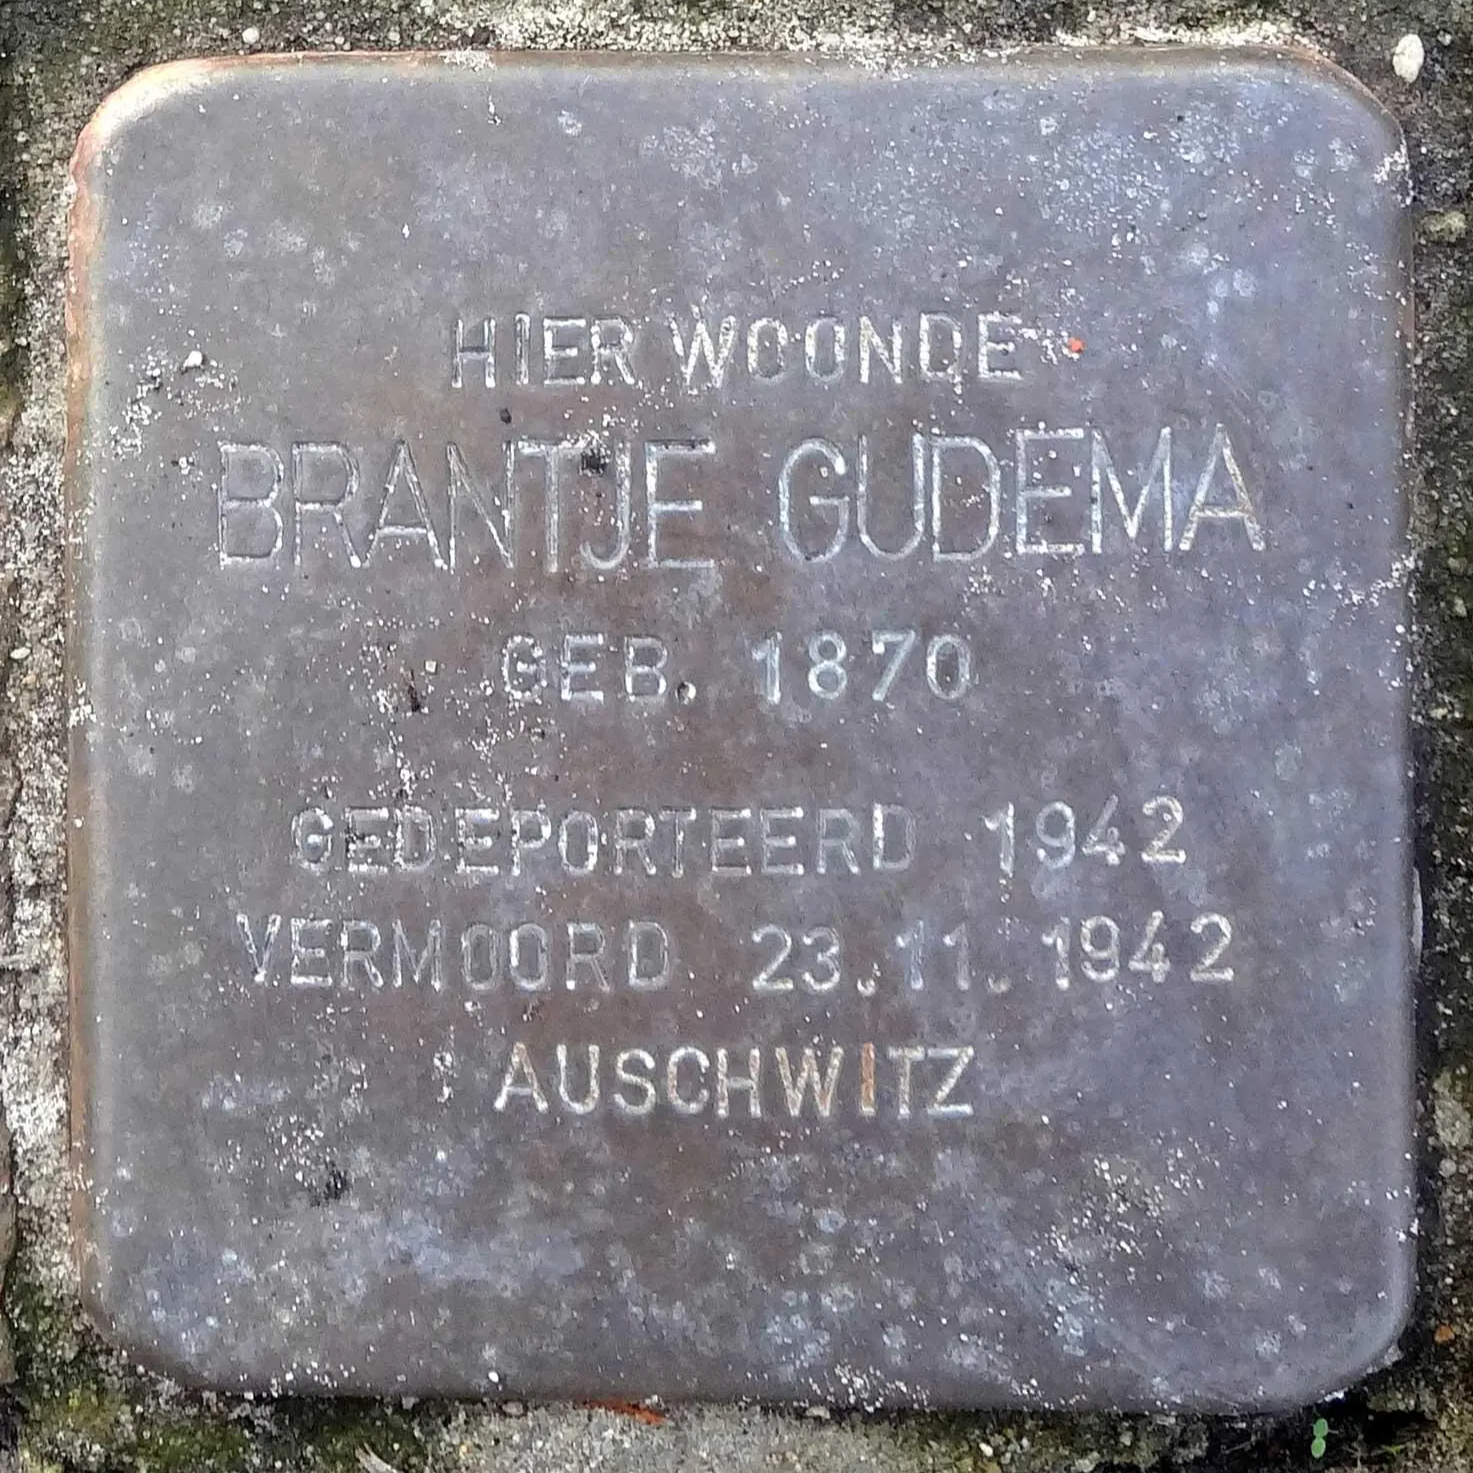 HIER WOONDE
BRANTJE GUDEMA
GEB. 1870
GEDEPORTEERD 1942
VERMOORD 23.11.1942
AUSCHWITZ